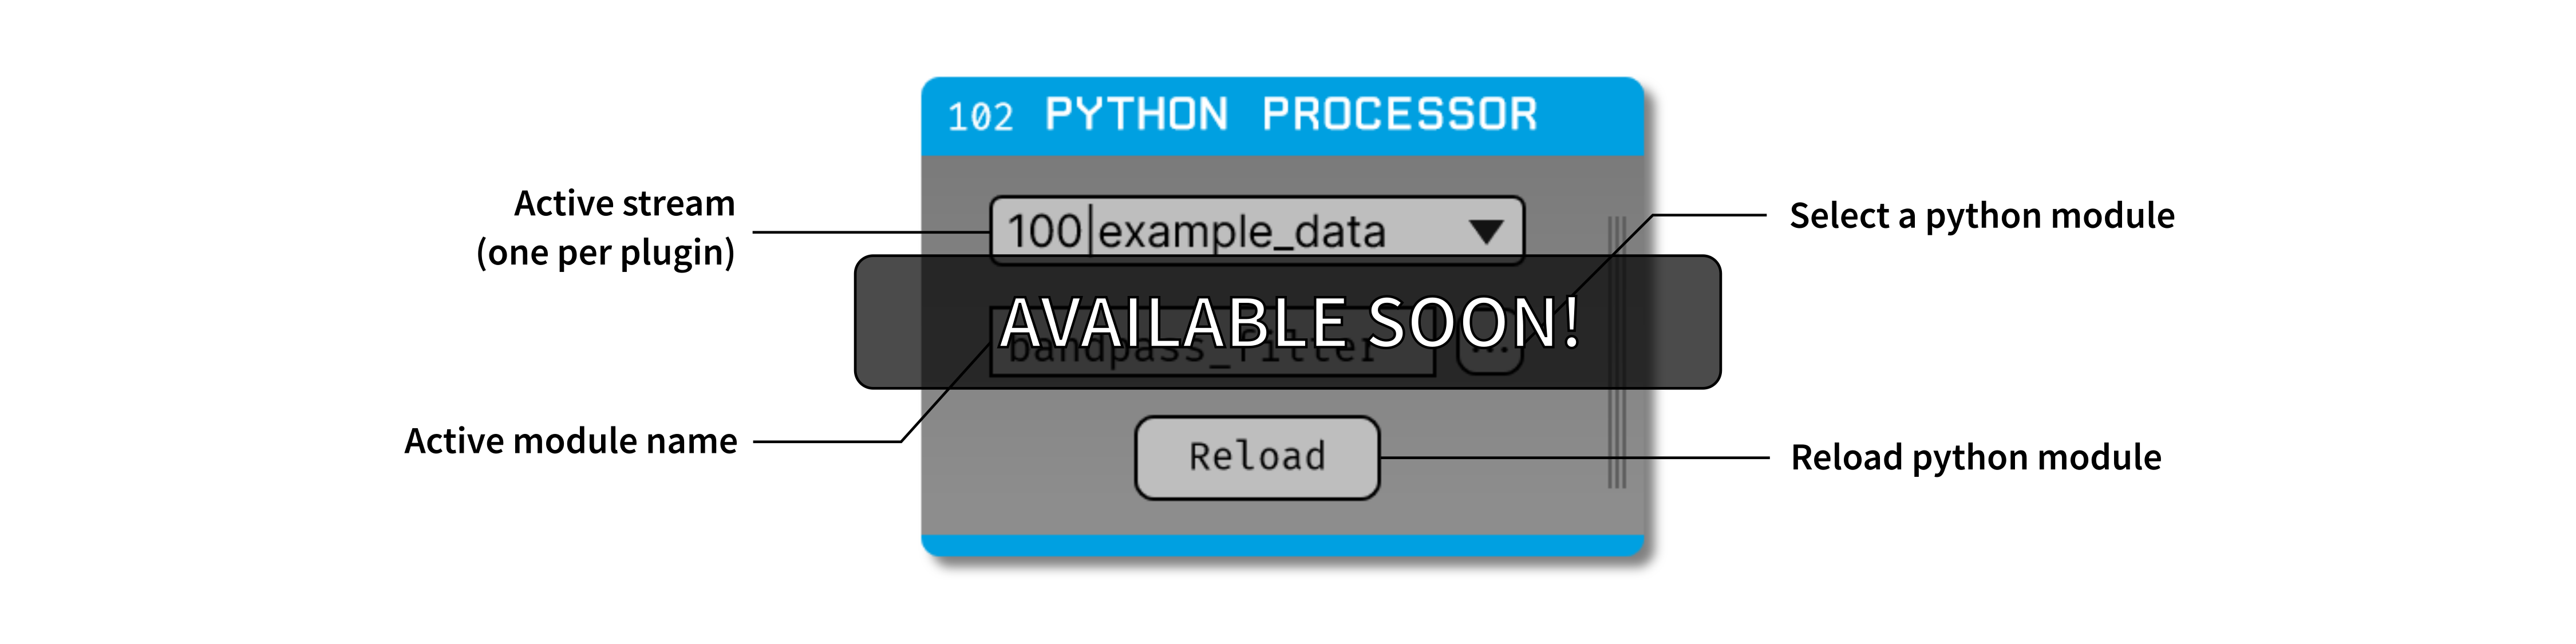 102 PYTHON PROCESSOR
Active stream
(one per plugin)
100|example_data
Select a python module
AVAILABLE SOON!
bandpass_filter
...
Active module name
Reload
Reload python module